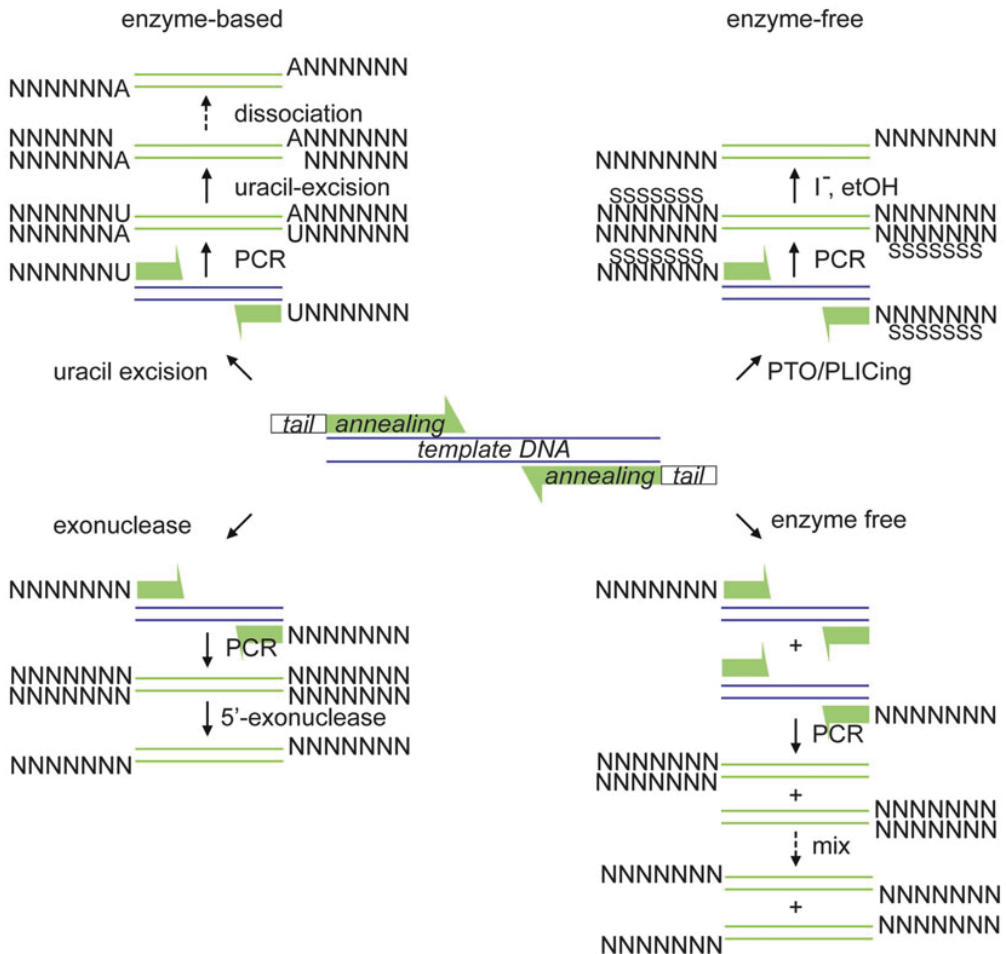 enzyme-based
ANNNNNN
NNNNNNA
dissociation
NNNNNN
ANNNNNN
NNNNNNA
NNNNNN
uracil-excision
NNNNNNU
ANNNNNN
NNNNNNA
UNNNNNN
PCR
NNNNNNU
UNNNNNN
uracil excision
enzyme-free
NNNNNNN
NNNNNNN
I⁻, etOH
SSSSSSS
NNNNNNN
NNNNNNN
NNNNNNN
NNNNNNN
SSSSSSS
PCR
SSSSSSS
NNNNNNN
NNNNNNN
SSSSSSS
PTO/PLICing
tail
annealing
template DNA
annealing
tail
exonuclease
NNNNNNN
NNNNNNN
PCR
NNNNNNN
NNNNNNN
NNNNNNN
NNNNNNN
5'-exonuclease
NNNNNNN
NNNNNNN
enzyme free
NNNNNNN
+
NNNNNNN
PCR
NNNNNNN
NNNNNNN
+
NNNNNNN
NNNNNNN
mix
NNNNNNN
NNNNNNN
+
NNNNNNN
NNNNNNN